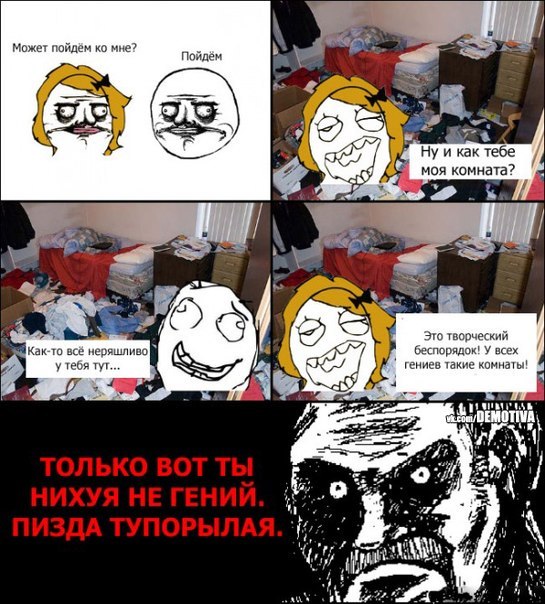 Может пойдём ко мне?
Пойдём
Ну и как тебе
моя комната?
Как-то всё неряшливо
у тебя тут...
Это творческий
беспорядок! У всех
гениев такие комнаты!
vk.com/DEMOTIVA
ТОЛЬКО ВОТ ТЫ
НИХУЯ НЕ ГЕНИЙ.
ПИЗДА ТУПОРЫЛАЯ.